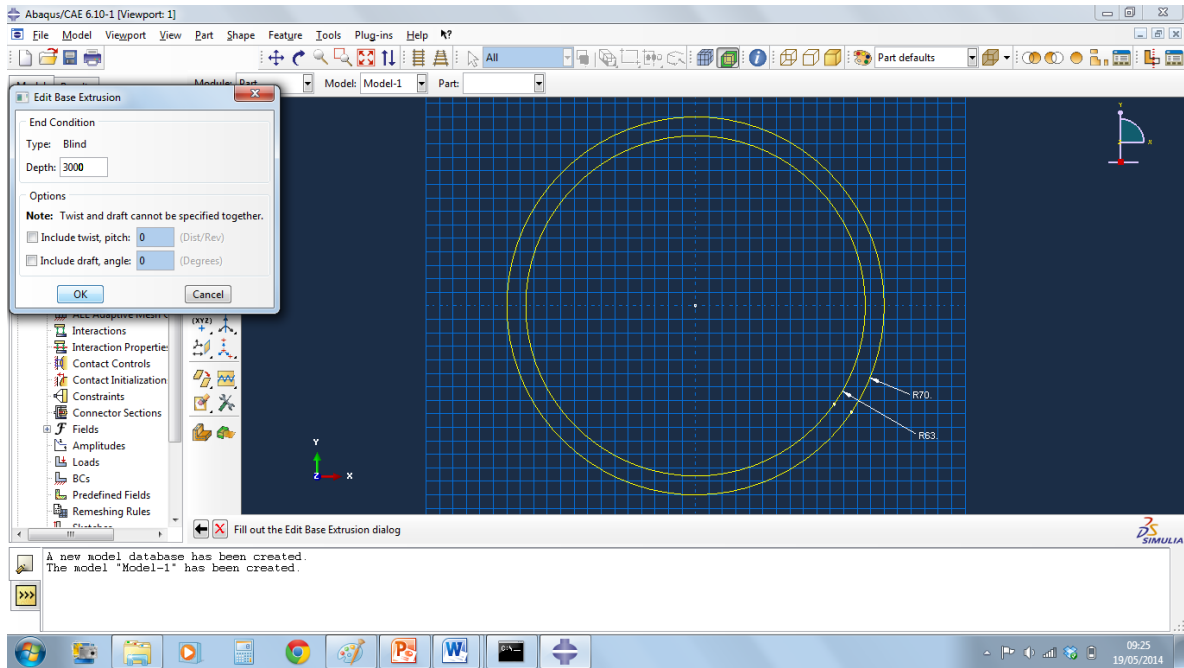 Abaqus/CAE 6.10-1 [Viewport: 1]
File Model Viewport View Part Shape Feature Tools Plug-ins Help
All
Part defaults
Module: Part
Model: Model-1
Part:
Edit Base Extrusion
End Condition
Type: Blind
Depth: 3000
Options
Note: Twist and draft cannot be specified together.
Include twist, pitch: 0 (Dist/Rev)
Include draft, angle: 0 (Degrees)
OK
Cancel
Interactions
Interaction Propertie
Contact Controls
Contact Initialization
Constraints
Connector Sections
Fields
Amplitudes
Loads
BCs
Predefined Fields
Remeshing Rules
(XYZ)
R70.
R63.
Y
X
Z
Y
X
Fill out the Edit Base Extrusion dialog
SIMULIA
A new model database has been created.
The model "Model-1" has been created.
>>>
09:25
19/05/2014